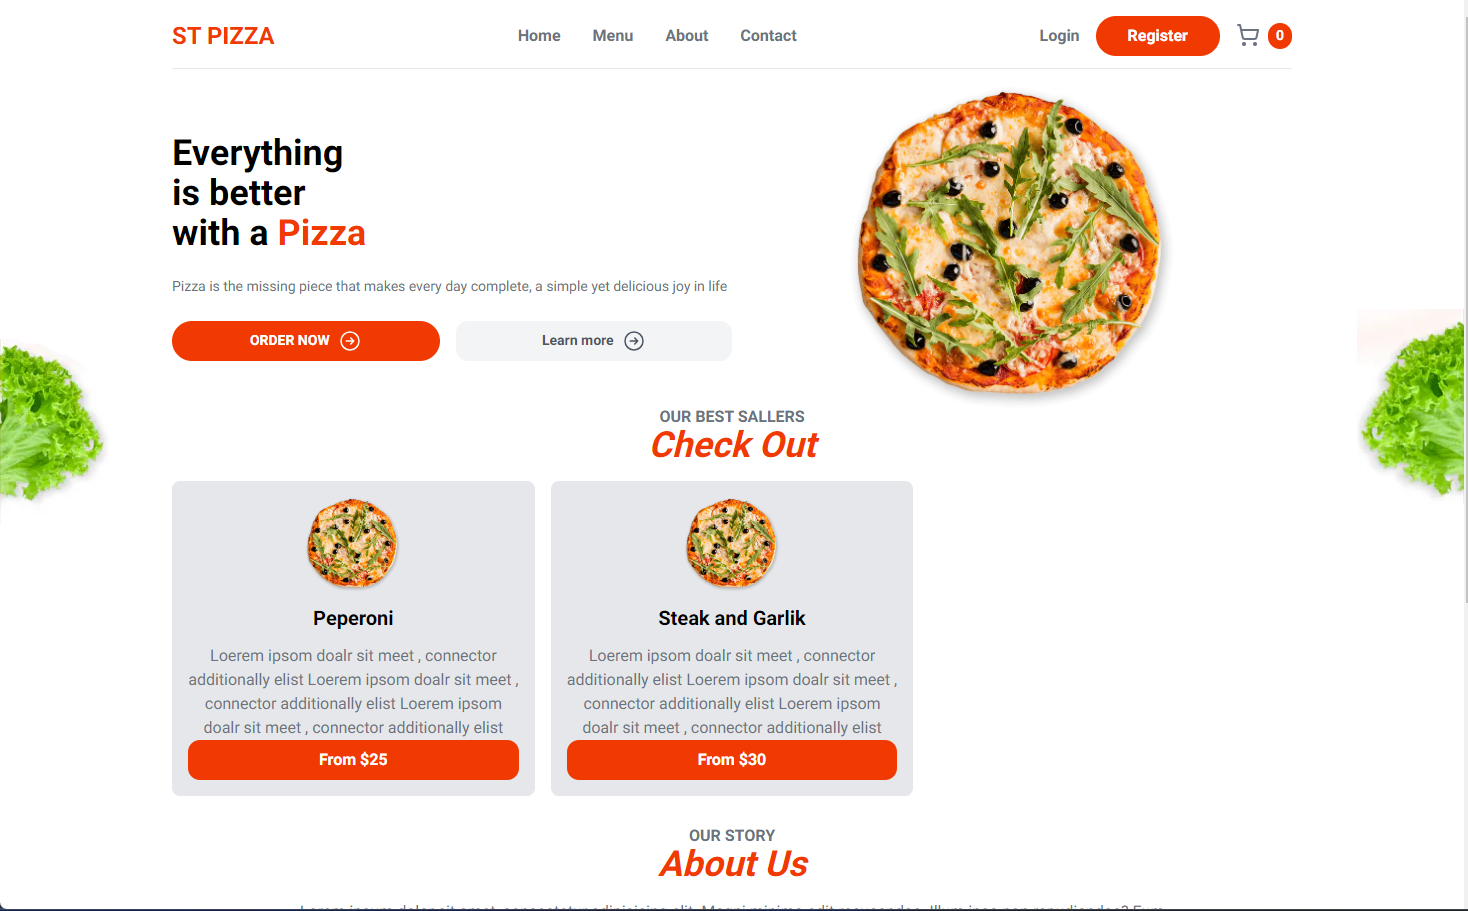 ST PIZZA
Home Menu About Contact
Login Register 0
Everything
is better
with a Pizza
Pizza is the missing piece that makes every day complete, a simple yet delicious joy in life
ORDER NOW Learn more
OUR BEST SALLERS
Check Out
Peperoni
Loerem ipsom doalr sit meet , connector
additionally elist Loerem ipsom doalr sit meet ,
connector additionally elist Loerem ipsom
doalr sit meet , connector additionally elist
From $25
Steak and Garlik
Loerem ipsom doalr sit meet , connector
additionally elist Loerem ipsom doalr sit meet ,
connector additionally elist Loerem ipsom
doalr sit meet , connector additionally elist
From $30
OUR STORY
About Us